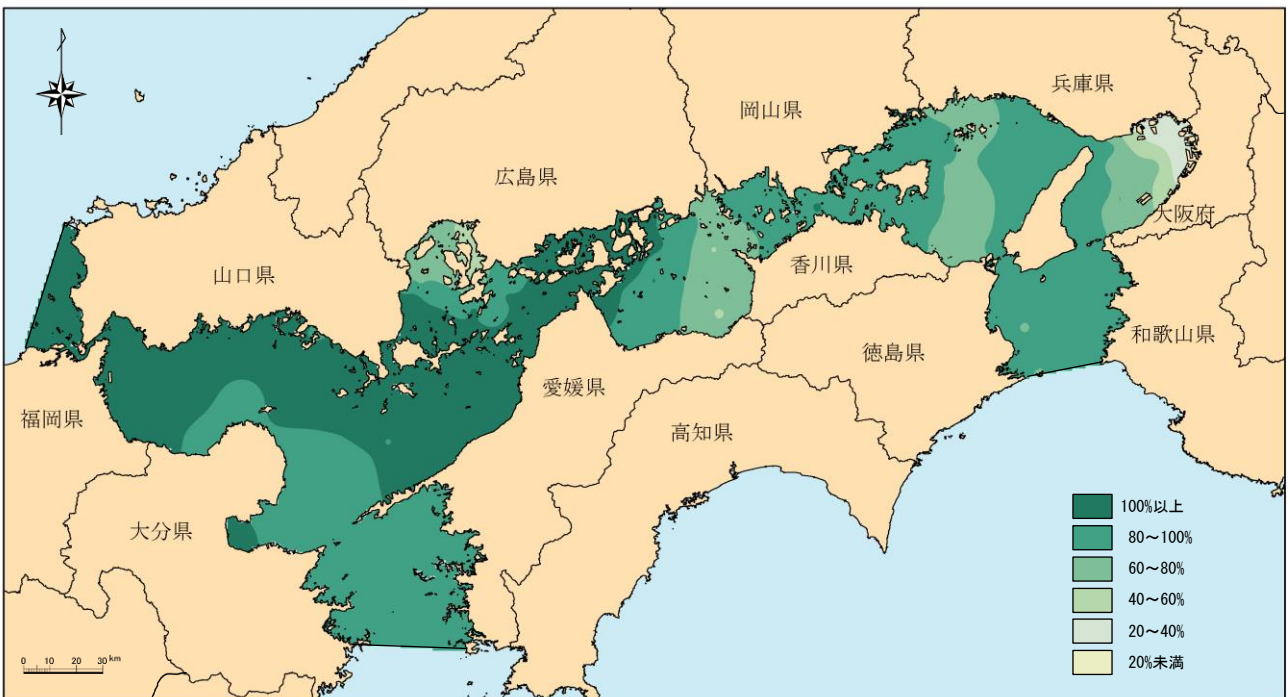 兵庫県
岡山県
広島県
大阪府
香川県
山口県
和歌山県
徳島県
愛媛県
福岡県
高知県
大分県
100%以上
80～100%
60～80%
40～60%
20～40%
20%未満
0 10 20 30 km